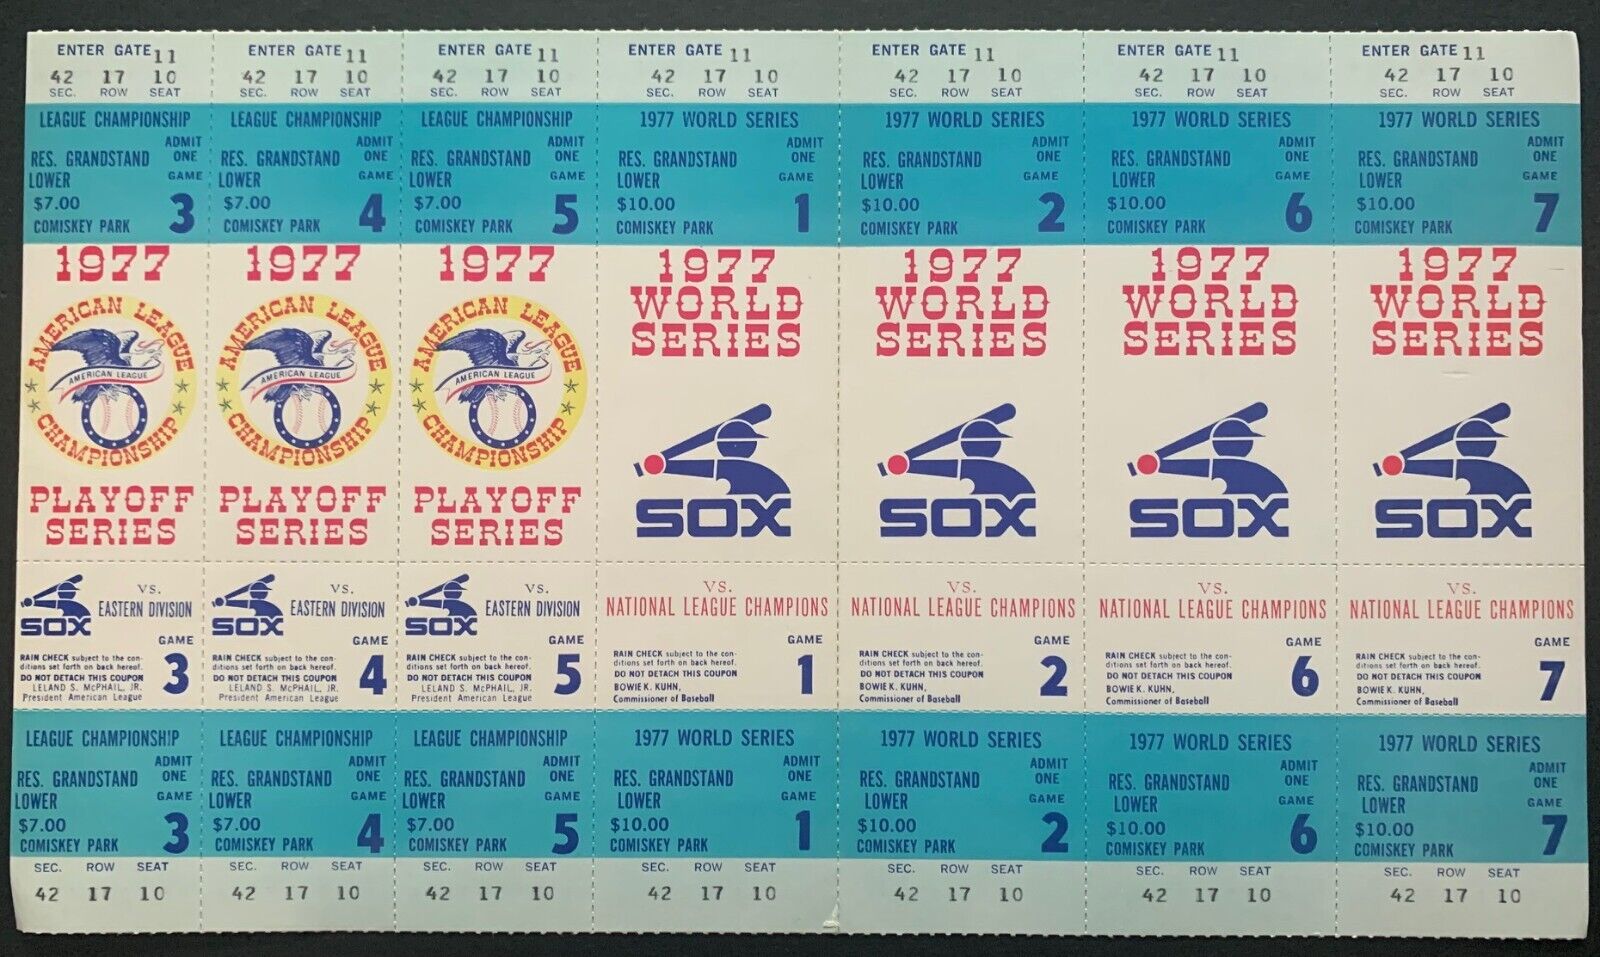 ENTER GATE 11
42 17 10
SEC. ROW SEAT
LEAGUE CHAMPIONSHIP
ADMIT
RES. GRANDSTAND ONE
LOWER GAME
$7.00
COMISKEY PARK 3
1977
AMERICAN LEAGUE
AMERICAN LEAGUE
CHAMPIONSHIP
PLAYOFF
SERIES
VS.
SOX EASTERN DIVISION
GAME
3
RAIN CHECK subject to the con-
ditions set forth on back hereof.
DO NOT DETACH THIS COUPON
LELAND S. McPHAIL, JR.
President American League
LEAGUE CHAMPIONSHIP
ADMIT
RES. GRANDSTAND ONE
LOWER GAME
$7.00
COMISKEY PARK 3
SEC. ROW SEAT
42 17 10
ENTER GATE 11
42 17 10
SEC. ROW SEAT
LEAGUE CHAMPIONSHIP
ADMIT
RES. GRANDSTAND ONE
LOWER GAME
$7.00
COMISKEY PARK 4
1977
AMERICAN LEAGUE
AMERICAN LEAGUE
CHAMPIONSHIP
PLAYOFF
SERIES
VS.
SOX EASTERN DIVISION
GAME
4
RAIN CHECK subject to the con-
ditions set forth on back hereof.
DO NOT DETACH THIS COUPON
LELAND S. McPHAIL, JR.
President American League
LEAGUE CHAMPIONSHIP
ADMIT
RES. GRANDSTAND ONE
LOWER GAME
$7.00
COMISKEY PARK 4
SEC. ROW SEAT
42 17 10
ENTER GATE 11
42 17 10
SEC. ROW SEAT
LEAGUE CHAMPIONSHIP
ADMIT
RES. GRANDSTAND ONE
LOWER GAME
$7.00
COMISKEY PARK 5
1977
AMERICAN LEAGUE
AMERICAN LEAGUE
CHAMPIONSHIP
PLAYOFF
SERIES
VS.
SOX EASTERN DIVISION
GAME
5
RAIN CHECK subject to the con-
ditions set forth on back hereof.
DO NOT DETACH THIS COUPON
LELAND S. McPHAIL, JR.
President American League
LEAGUE CHAMPIONSHIP
ADMIT
RES. GRANDSTAND ONE
LOWER GAME
$7.00
COMISKEY PARK 5
SEC. ROW SEAT
42 17 10
ENTER GATE 11
42 17 10
SEC. ROW SEAT
1977 WORLD SERIES
ADMIT
RES. GRANDSTAND ONE
LOWER GAME
$10.00
COMISKEY PARK 1
1977
WORLD
SERIES
SOX
VS.
NATIONAL LEAGUE CHAMPIONS
GAME
1
RAIN CHECK subject to the con-
ditions set forth on back hereof.
DO NOT DETACH THIS COUPON
BOWIE K. KUHN,
Commissioner of Baseball
1977 WORLD SERIES
ADMIT
RES. GRANDSTAND ONE
LOWER GAME
$10.00
COMISKEY PARK 1
SEC. ROW SEAT
42 17 10
ENTER GATE 11
42 17 10
SEC. ROW SEAT
1977 WORLD SERIES
ADMIT
RES. GRANDSTAND ONE
LOWER GAME
$10.00
COMISKEY PARK 2
1977
WORLD
SERIES
SOX
VS.
NATIONAL LEAGUE CHAMPIONS
GAME
2
RAIN CHECK subject to the con-
ditions set forth on back hereof.
DO NOT DETACH THIS COUPON
BOWIE K. KUHN,
Commissioner of Baseball
1977 WORLD SERIES
ADMIT
RES. GRANDSTAND ONE
LOWER GAME
$10.00
COMISKEY PARK 2
SEC. ROW SEAT
42 17 10
ENTER GATE 11
42 17 10
SEC. ROW SEAT
1977 WORLD SERIES
ADMIT
RES. GRANDSTAND ONE
LOWER GAME
$10.00
COMISKEY PARK 6
1977
WORLD
SERIES
SOX
VS.
NATIONAL LEAGUE CHAMPIONS
GAME
6
RAIN CHECK subject to the con-
ditions set forth on back hereof.
DO NOT DETACH THIS COUPON
BOWIE K. KUHN,
Commissioner of Baseball
1977 WORLD SERIES
ADMIT
RES. GRANDSTAND ONE
LOWER GAME
$10.00
COMISKEY PARK 6
SEC. ROW SEAT
42 17 10
ENTER GATE 11
42 17 10
SEC. ROW SEAT
1977 WORLD SERIES
ADMIT
RES. GRANDSTAND ONE
LOWER GAME
$10.00
COMISKEY PARK 7
1977
WORLD
SERIES
SOX
VS.
NATIONAL LEAGUE CHAMPIONS
GAME
7
RAIN CHECK subject to the con-
ditions set forth on back hereof.
DO NOT DETACH THIS COUPON
BOWIE K. KUHN,
Commissioner of Baseball
1977 WORLD SERIES
ADMIT
RES. GRANDSTAND ONE
LOWER GAME
$10.00
COMISKEY PARK 7
SEC. ROW SEAT
42 17 10